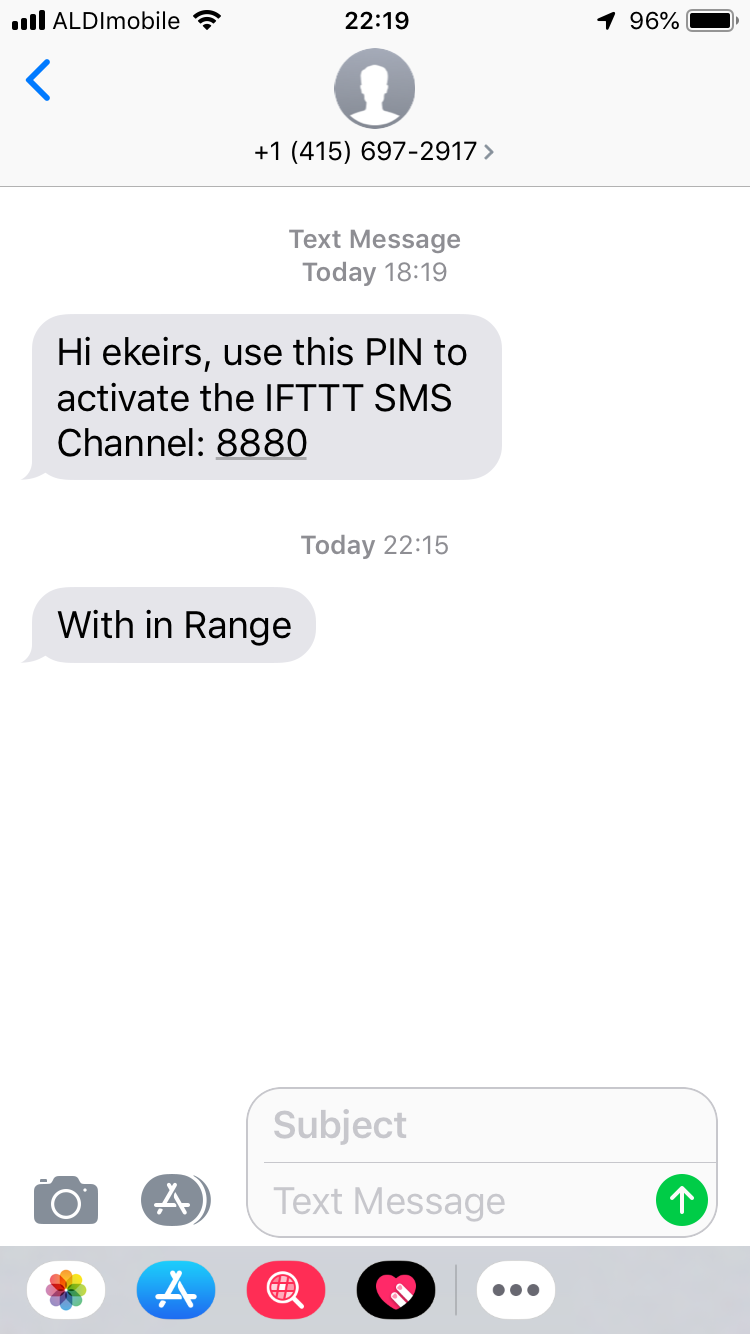 ALDImobile 22:19 96%
+1 (415) 697-2917
Text Message
Today 18:19
Hi ekeirs, use this PIN to
activate the IFTTT SMS
Channel: 8880
Today 22:15
With in Range
Subject
Text Message